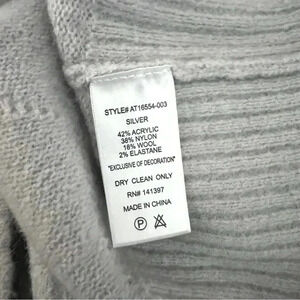 STYLE# AT16554-003
SILVER
42% ACRYLIC
38% NYLON
18% WOOL
2% ELASTANE
"EXCLUSIVE OF DECORATION"
DRY CLEAN ONLY
RN# 141397
MADE IN CHINA
P